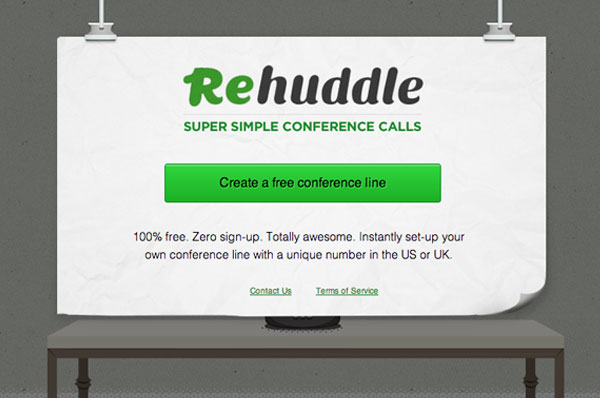 Rehuddle
SUPER SIMPLE CONFERENCE CALLS
Create a free conference line
100% free. Zero sign-up. Totally awesome. Instantly set-up your
own conference line with a unique number in the US or UK.
Contact Us Terms of Service